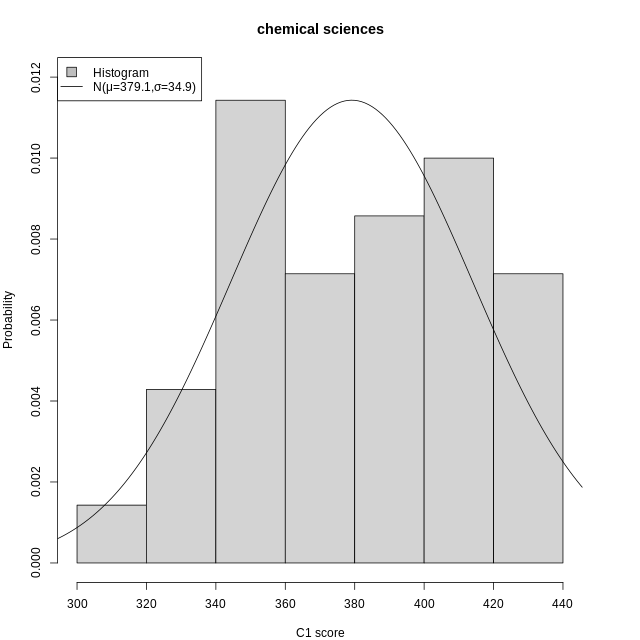 chemical sciences
Histogram
N(μ=379.1,σ=34.9)
Probability
0.012
0.010
0.008
0.006
0.004
0.002
0.000
300 320 340 360 380 400 420 440
C1 score